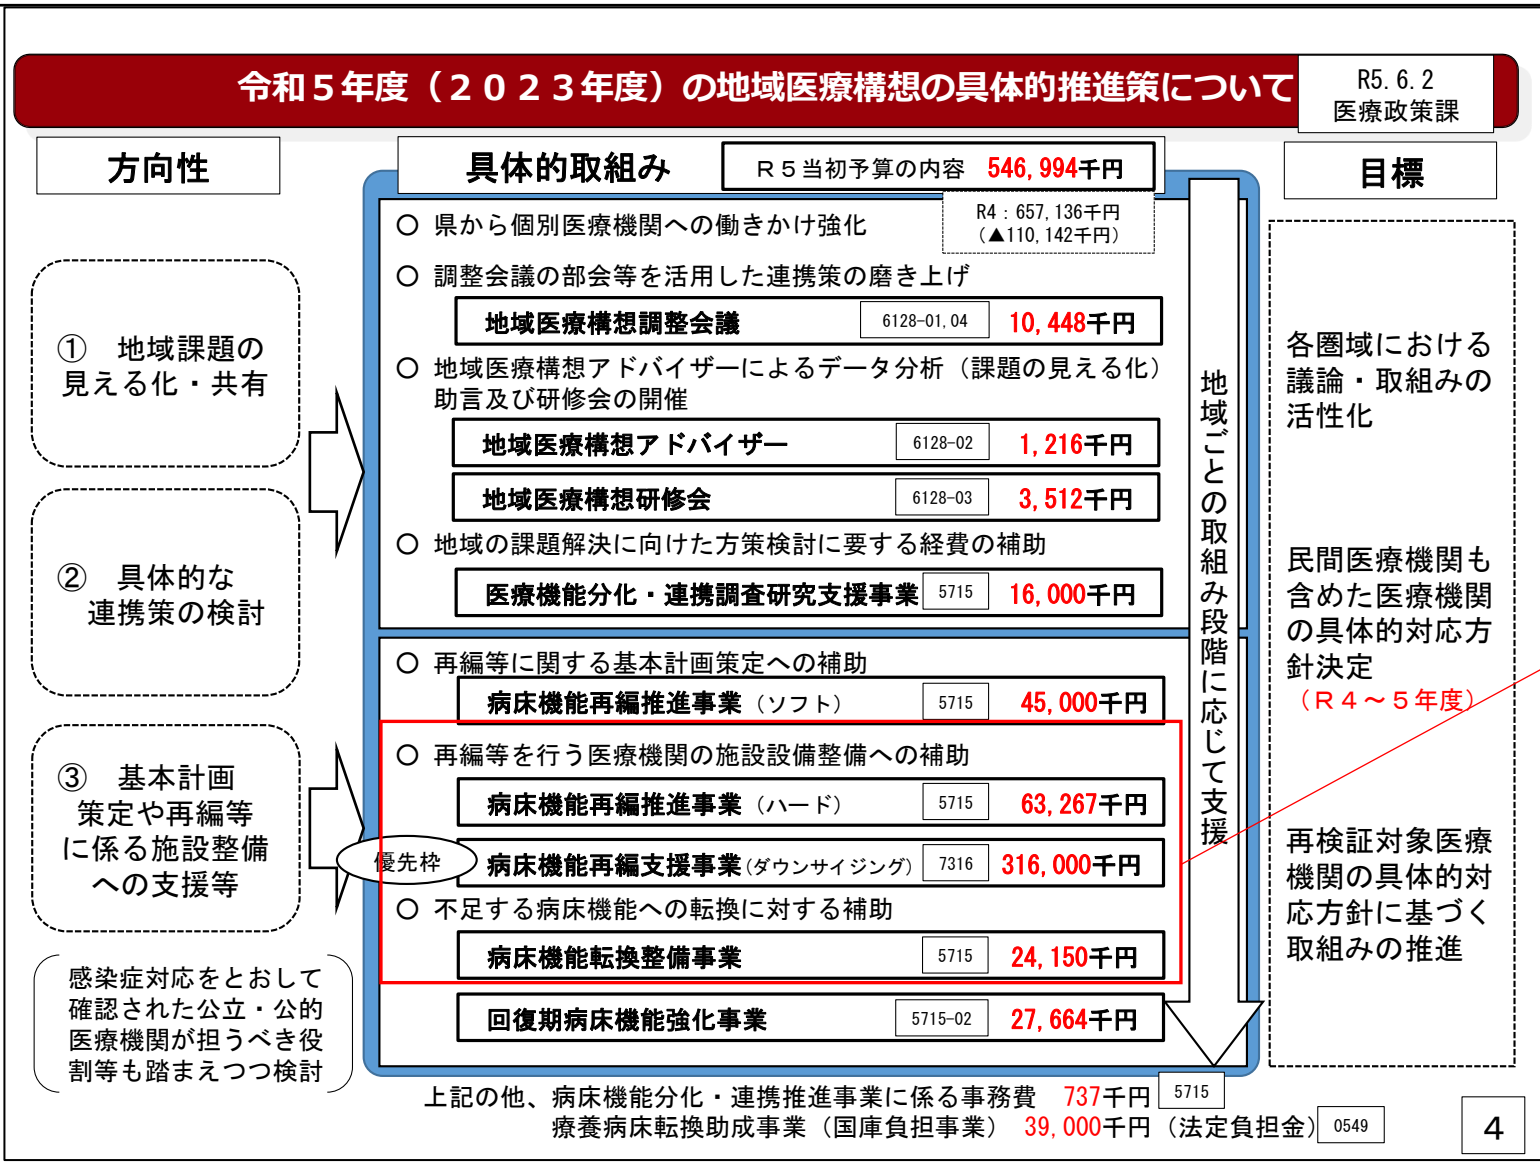 令和５年度（２０２３年度）の地域医療構想の具体的推進策について
R5.6.2
医療政策課
方向性
具体的取組み
Ｒ５当初予算の内容　546,994千円
目標
R4：657,136千円
（▲110,142千円）
① 地域課題の
見える化・共有
② 具体的な
連携策の検討
③ 基本計画
策定や再編等
に係る施設整備
への支援等
感染症対応をとおして
確認された公立・公的
医療機関が担うべき役
割等も踏まえつつ検討
○ 県から個別医療機関への働きかけ強化
○ 調整会議の部会等を活用した連携策の磨き上げ
地域医療構想調整会議 6128-01,04 10,448千円
○ 地域医療構想アドバイザーによるデータ分析（課題の見える化）
助言及び研修会の開催
地域医療構想アドバイザー 6128-02 1,216千円
地域医療構想研修会 6128-03 3,512千円
○ 地域の課題解決に向けた方策検討に要する経費の補助
医療機能分化・連携調査研究支援事業 5715 16,000千円
○ 再編等に関する基本計画策定への補助
病床機能再編推進事業（ソフト） 5715 45,000千円
○ 再編等を行う医療機関の施設設備整備への補助
病床機能再編推進事業（ハード） 5715 63,267千円
優先枠
病床機能再編支援事業(ダウンサイジング) 7316 316,000千円
○ 不足する病床機能への転換に対する補助
病床機能転換整備事業 5715 24,150千円
回復期病床機能強化事業 5715-02 27,664千円
地域ごとの取組み段階に応じて支援
各圏域における
議論・取組みの
活性化
民間医療機関も
含めた医療機関
の具体的対応方
針決定
（Ｒ４～５年度）
再検証対象医療
機関の具体的対
応方針に基づく
取組みの推進
上記の他、病床機能分化・連携推進事業に係る事務費　737千円 5715
療養病床転換助成事業（国庫負担事業）　39,000千円（法定負担金） 0549
4